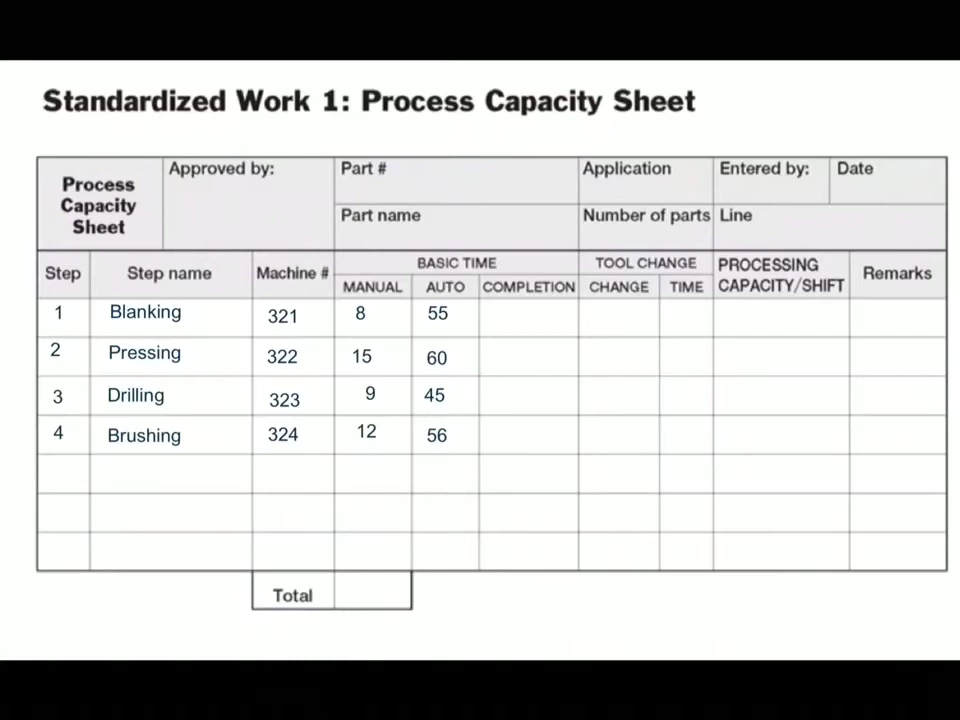 Standardized Work 1: Process Capacity Sheet
Process Capacity Sheet
Approved by:
Part #
Application
Entered by:
Date
Part name
Number of parts
Line
Step
Step name
Machine #
BASIC TIME
TOOL CHANGE
PROCESSING CAPACITY/SHIFT
Remarks
MANUAL AUTO COMPLETION CHANGE TIME
1 Blanking 321 8 55
2 Pressing 322 15 60
3 Drilling 323 9 45
4 Brushing 324 12 56
Total